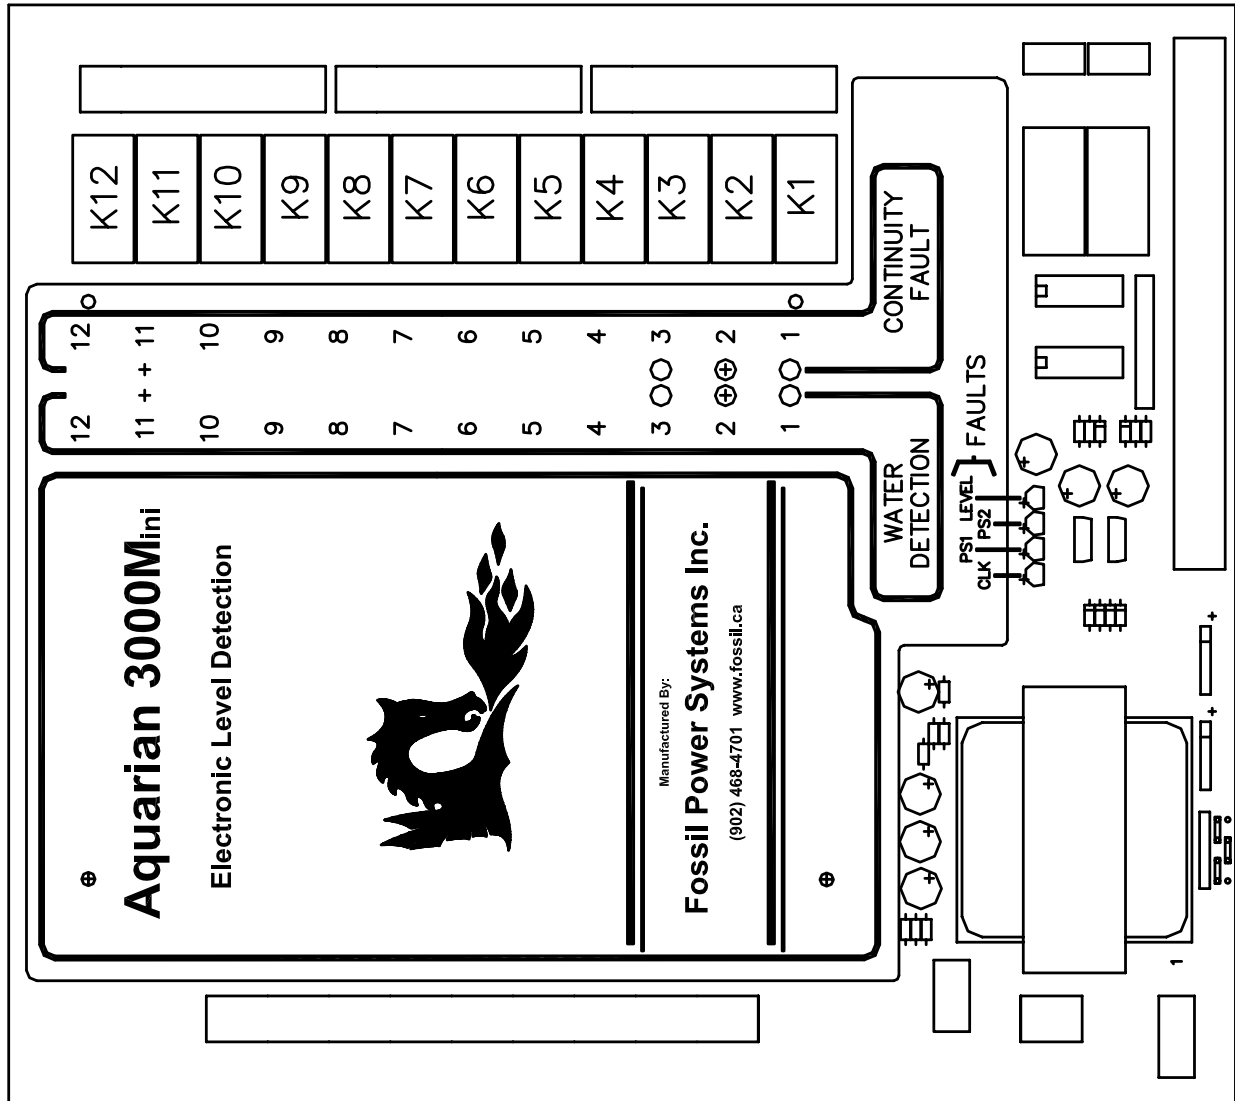 K12
K11
K10
K9
K8
K7
K6
K5
K4
K3
K2
K1
12
+ 11
10
9
8
7
6
5
4
3
2
1
CONTINUITY
FAULT
12
11 +
10
9
8
7
6
5
4
3
2
1
WATER
DETECTION
FAULTS
CLK
PS1
PS2
LEVEL
Aquarian 3000Mini
Electronic Level Detection
Manufactured By:
Fossil Power Systems Inc.
(902) 468-4701 www.fossil.ca
1